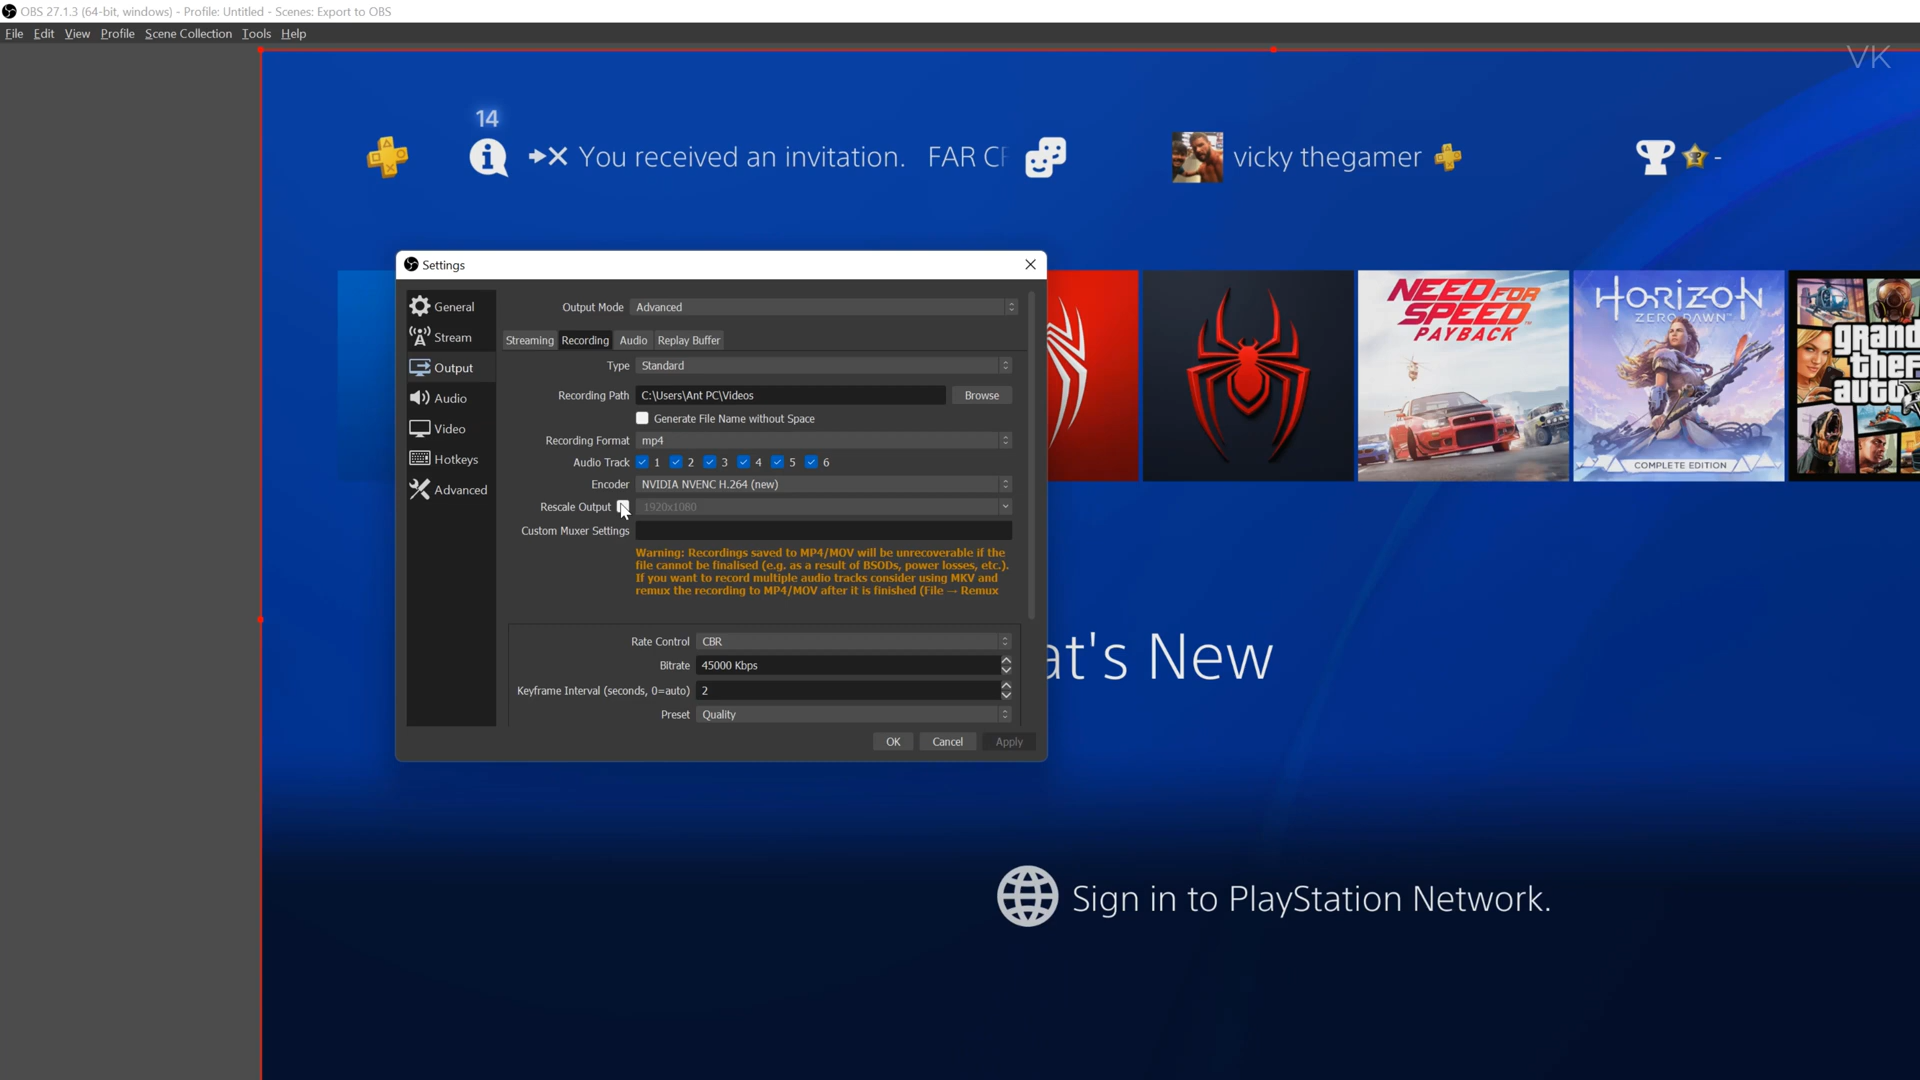 OBS 27.1.3 (64-bit, windows) - Profile: Untitled - Scenes: Export to OBS
File Edit View Profile Scene Collection Tools Help
VK
14
You received an invitation. FAR
vicky thegamer
-
Settings
General
Stream
Output
Audio
Video
Hotkeys
Advanced
Output Mode Advanced
Streaming Recording Audio Replay Buffer
Type Standard
Recording Path C:\Users\Ant PC\Videos Browse
Generate File Name without Space
Recording Format mp4
Audio Track 1 2 3 4 5 6
Encoder NVIDIA NVENC H.264 (new)
Rescale Output 1920x1080
Custom Muxer Settings
Warning: Recordings saved to MP4/MOV will be unrecoverable if the
file cannot be finalised (e.g. as a result of BSODs, power losses, etc.).
If you want to record multiple audio tracks consider using MKV and
remux the recording to MP4/MOV after it is finished (File → Remux
Rate Control CBR
Bitrate 45000 Kbps
Keyframe Interval (seconds, 0=auto) 2
Preset Quality
OK Cancel Apply
NEED FOR
SPEED
PAYBACK
HORIZON
ZERO DAWN™
COMPLETE EDITION
grand
theft
auto
at's New
Sign in to PlayStation Network.